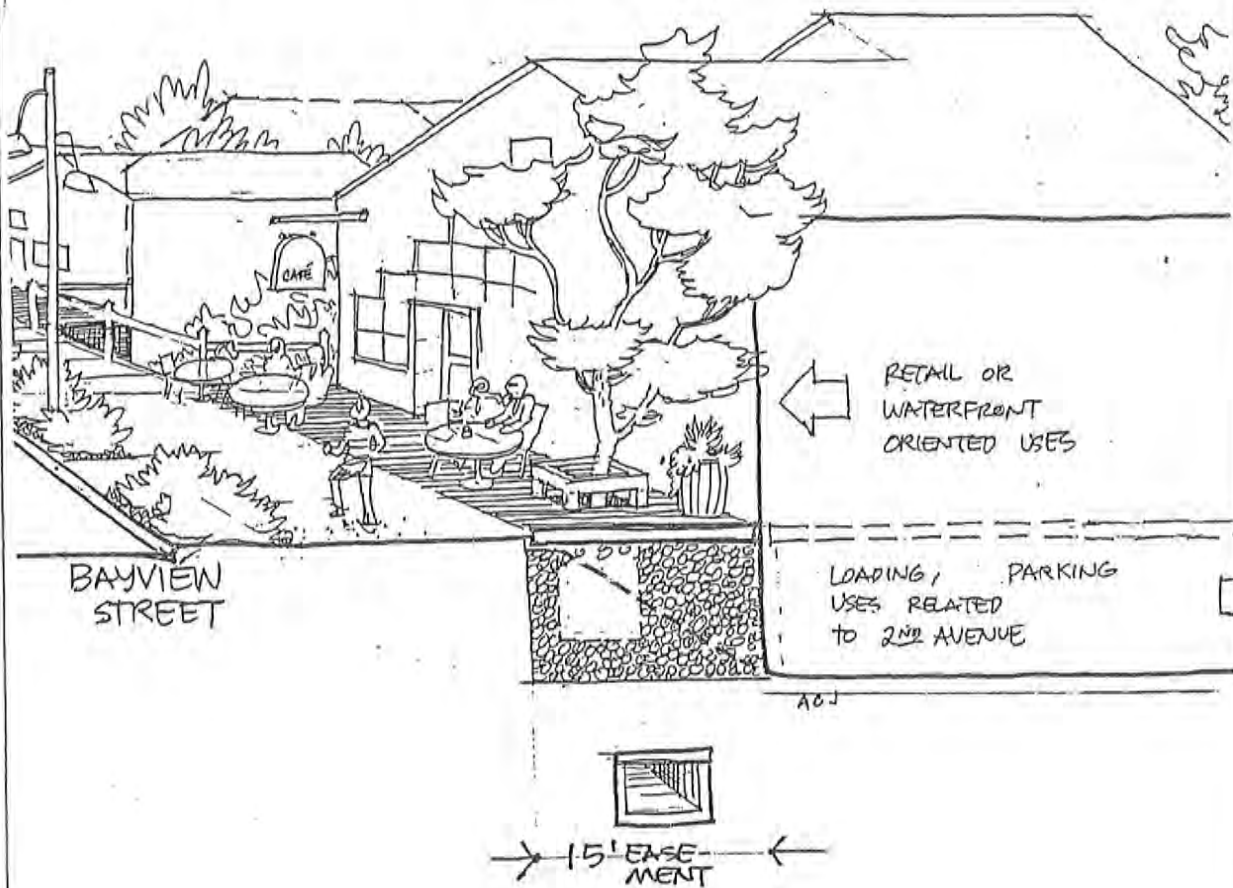 CAFÉ
RETAIL OR
WATERFRONT
ORIENTED USES
BAYVIEW
STREET
LOADING, PARKING
USES RELATED
TO 2ND AVENUE
15' EASE-
MENT